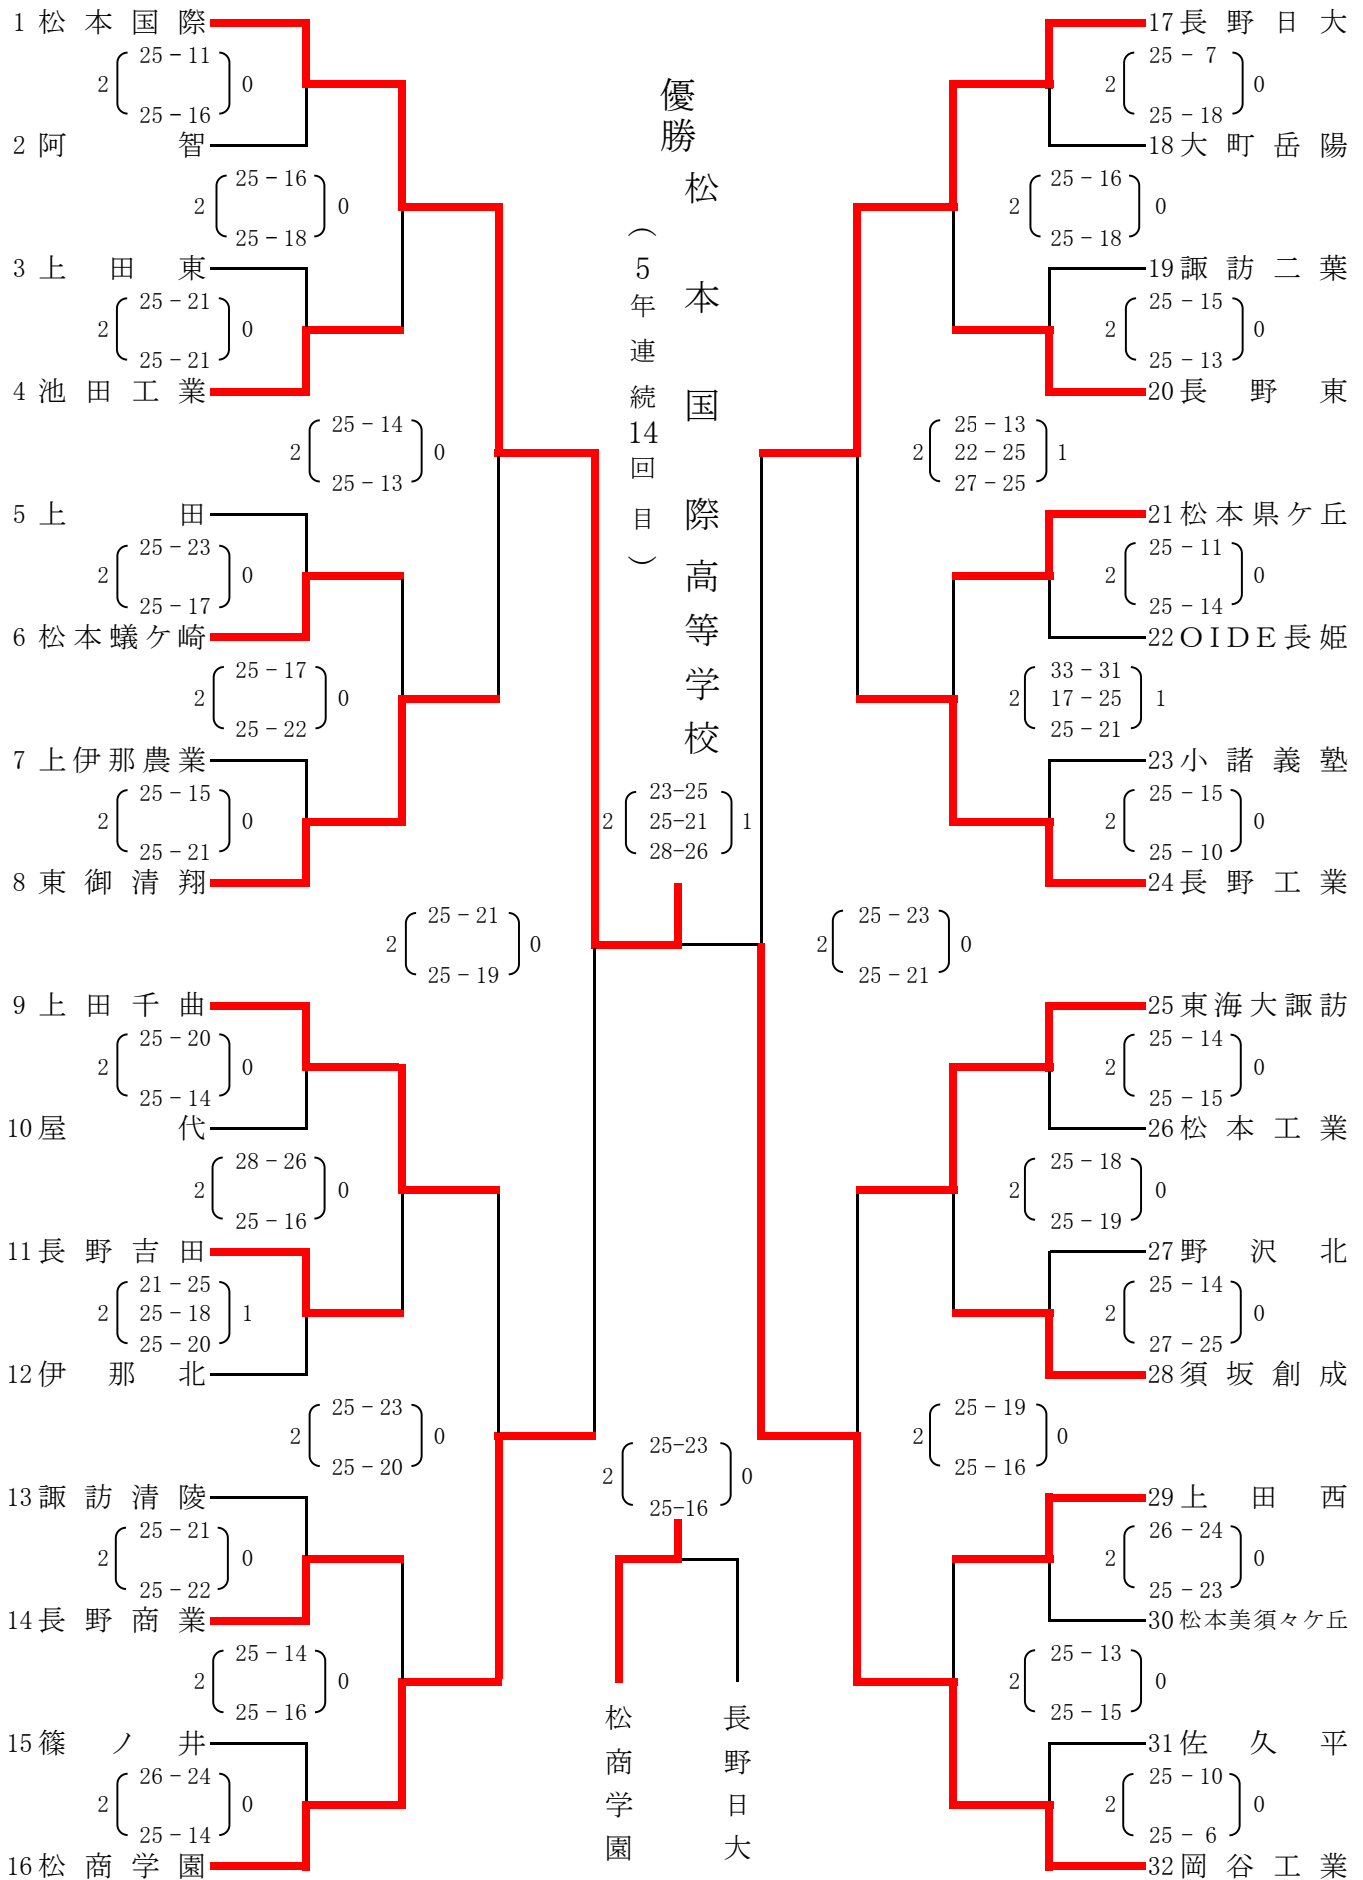 1 松本国際
25－11
2 0
25－16
2 阿智
25－16
2 0
25－18
3 上田東
25－21
2 0
25－21
4 池田工業
25－14
2 0
25－13
5 上田
25－23
2 0
25－17
6 松本蟻ケ崎
25－17
2 0
25－22
7 上伊那農業
25－15
2 0
25－21
8 東御清翔
25－21
2 0
25－19
9 上田千曲
25－20
2 0
25－14
10 屋代
28－26
2 0
25－16
11 長野吉田
21－25
2 25－18 1
25－20
12 伊那北
25－23
2 0
25－20
13 諏訪清陵
25－21
2 0
25－22
14 長野商業
25－14
2 0
25－16
15 篠ノ井
26－24
2 0
25－14
16 松商学園
優勝
松本国際高等学校
（5年連続14回目）
23−25
2 25−21 1
28−26
25−23
2 0
25−16
松商学園
長野日大
17 長野日大
25－7
2 0
25－18
18 大町岳陽
25－16
2 0
25－18
19 諏訪二葉
25－15
2 0
25－13
20 長野東
25－13
2 22－25 1
27－25
21 松本県ケ丘
25－11
2 0
25－14
22 OIDE長姫
33－31
2 17－25 1
25－21
23 小諸義塾
25－15
2 0
25－10
24 長野工業
25－23
2 0
25－21
25 東海大諏訪
25－14
2 0
25－15
26 松本工業
25－18
2 0
25－19
27 野沢北
25－14
2 0
27－25
28 須坂創成
25－19
2 0
25－16
29 上田西
26－24
2 0
25－23
30 松本美須々ケ丘
25－13
2 0
25－15
31 佐久平
25－10
2 0
25－6
32 岡谷工業